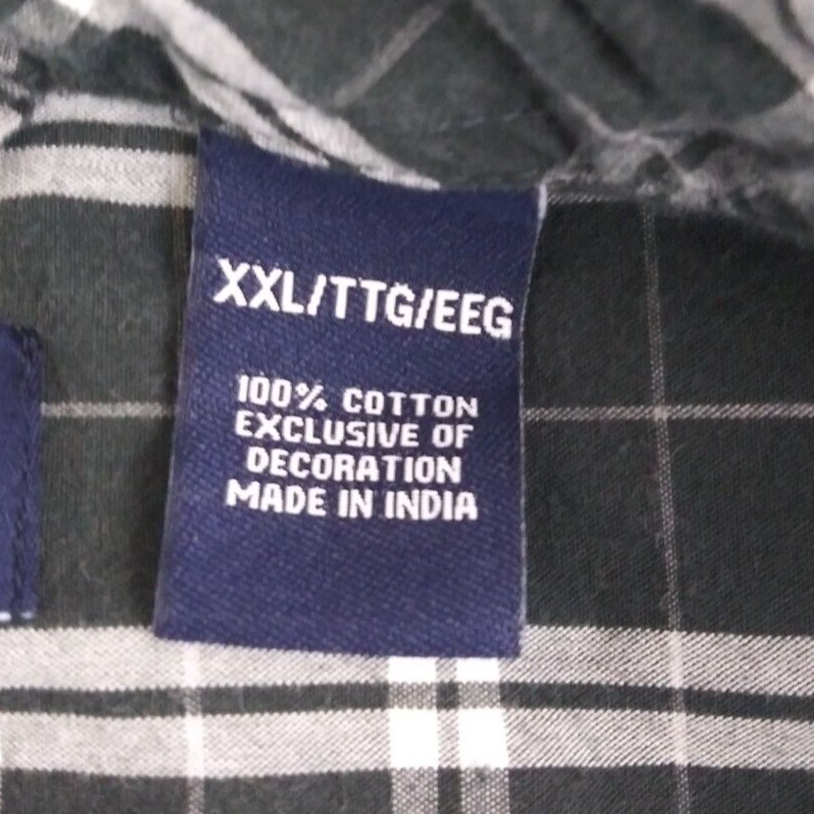 XXL/TTG/EEG
100% COTTON
EXCLUSIVE OF
DECORATION
MADE IN INDIA